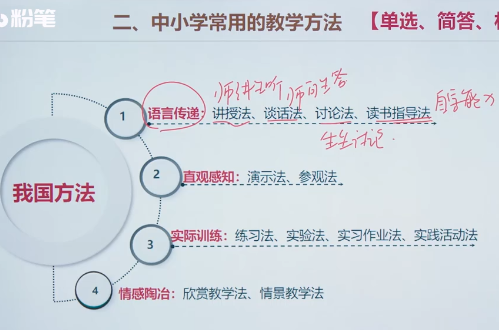 粉笔
二、中小学常用的教学方法 【单选、简答、
师讲生听 师问生答
1 语言传递：讲授法、谈话法、讨论法、读书指导法
自学能力
生生讨论
2 直观感知：演示法、参观法
我国方法
3 实际训练：练习法、实验法、实习作业法、实践活动法
4 情感陶冶：欣赏教学法、情景教学法